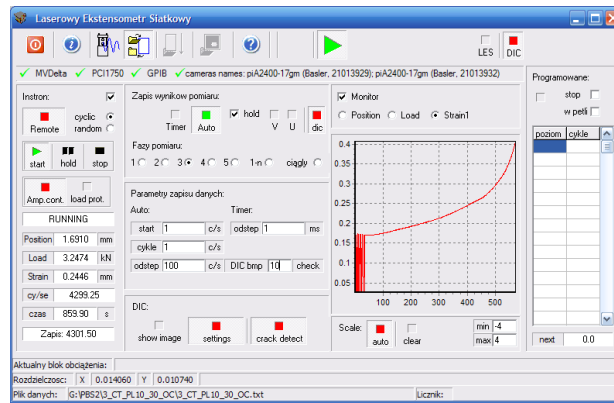 Laserowy Ekstensometr Siatkowy
LES DIC
MVDelta PCI1750 GPIB cameras names: piA2400-17gm (Basler, 21013929); piA2400-17gm (Basler, 21013932)
Instron:
Remote cyclic random
start hold stop
Amp.cont. load prot.
RUNNING
Position 1.6910 mm
Load 3.2474 kN
Strain 0.2446 mm
cy/se 4299.25
czas 859.90 s
Zapis: 4301.50
Zapis wynikow pomiaru:
Timer Auto hold V U dic
Fazy pomiaru:
1 2 3 4 5 1-n ciągły
Parametry zapisu danych:
Auto: Timer:
start 1 c/s odstep 1 ms
cykle 1 c/s
odstep 100 c/s DIC bmp 10 check
DIC:
show image settings crack detect
Monitor
Position Load Strain1
0.4
0.35
0.3
0.25
0.2
0.15
0.1
0.05
100 200 300 400 500
Scale: auto clear min -4
max 4
Programowane:
stop
w petli
poziom cykle
next 0.0
Aktualny blok obciążenia:
Rozdzielczosc: X 0.014060 Y 0.010740
Plik danych: G:\PBS2\3_CT_PL10_30_OC\3_CT_PL10_30_OC.txt Licznik: